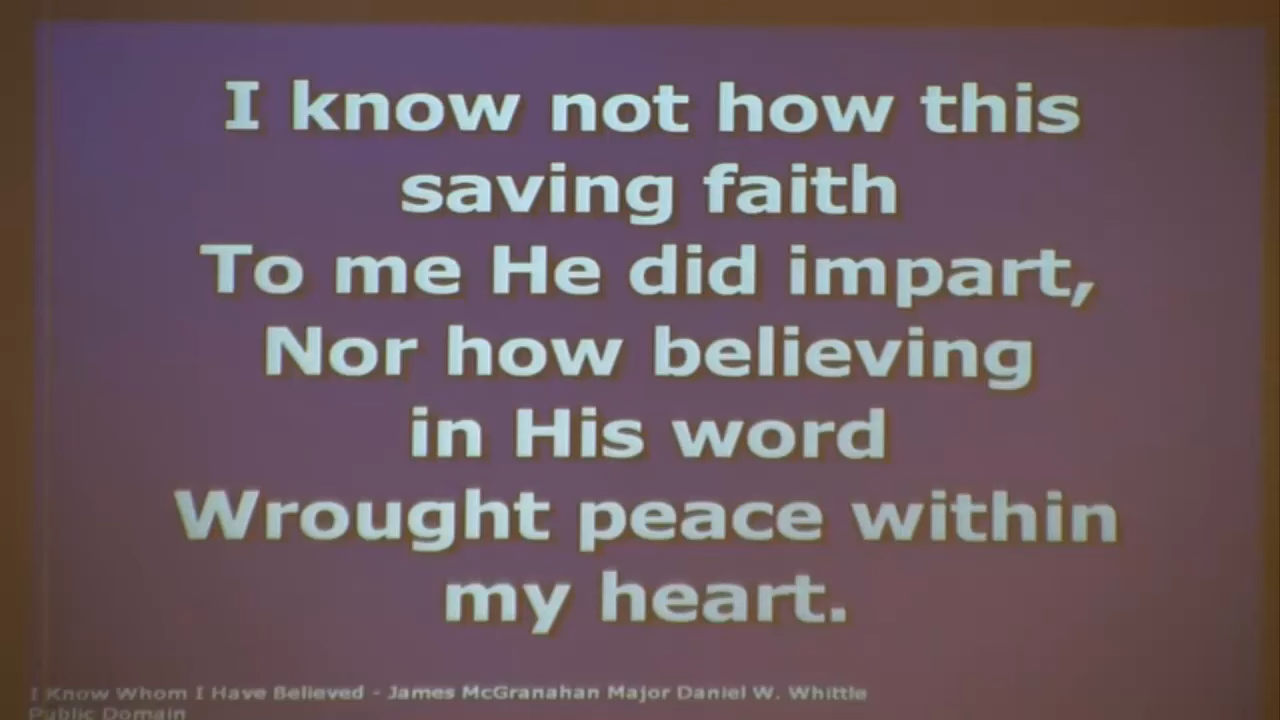 I know not how this
saving faith
To me He did impart,
Nor how believing
in His word
Wrought peace within
my heart.
I Know Whom I Have Believed - James McGranahan Major Daniel W. Whittle
Public Domain